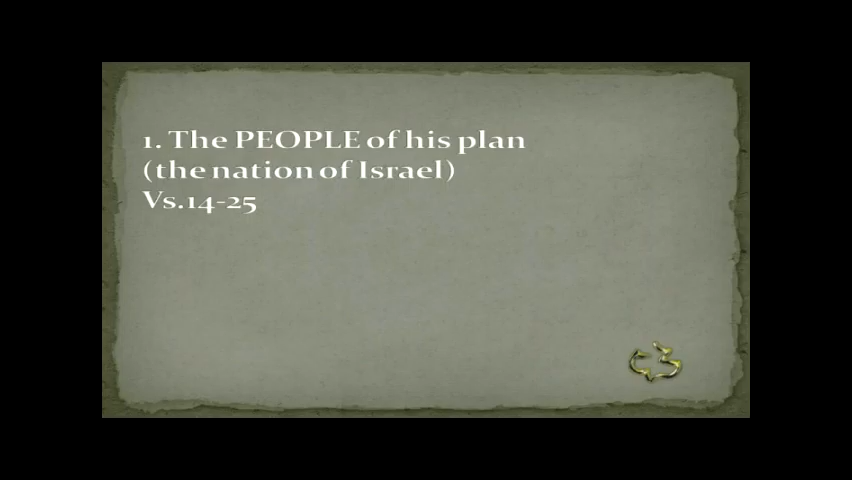 1. The PEOPLE of his plan
(the nation of Israel)
Vs.14-25